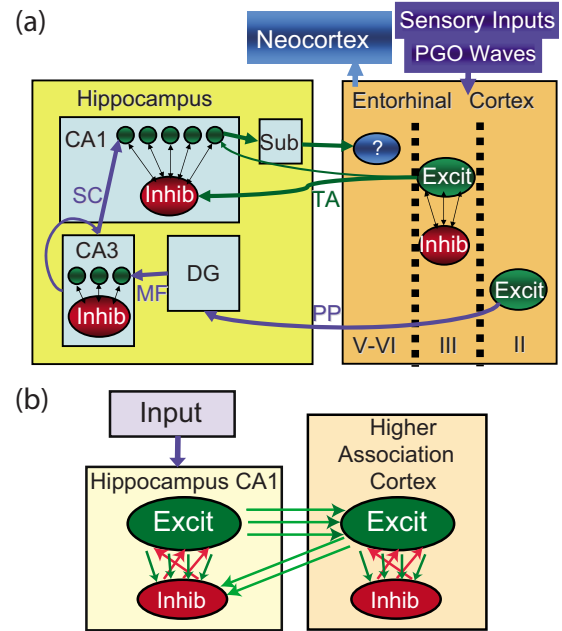 (a)
Neocortex
Sensory Inputs
PGO Waves
Hippocampus
Entorhinal Cortex
CA1
Sub
?
Inhib
Excit
SC
TA
Inhib
CA3
DG
MF
Inhib
Excit
PP
V-VI III II
(b)
Input
Hippocampus CA1
Higher
Association
Cortex
Excit
Excit
Inhib
Inhib